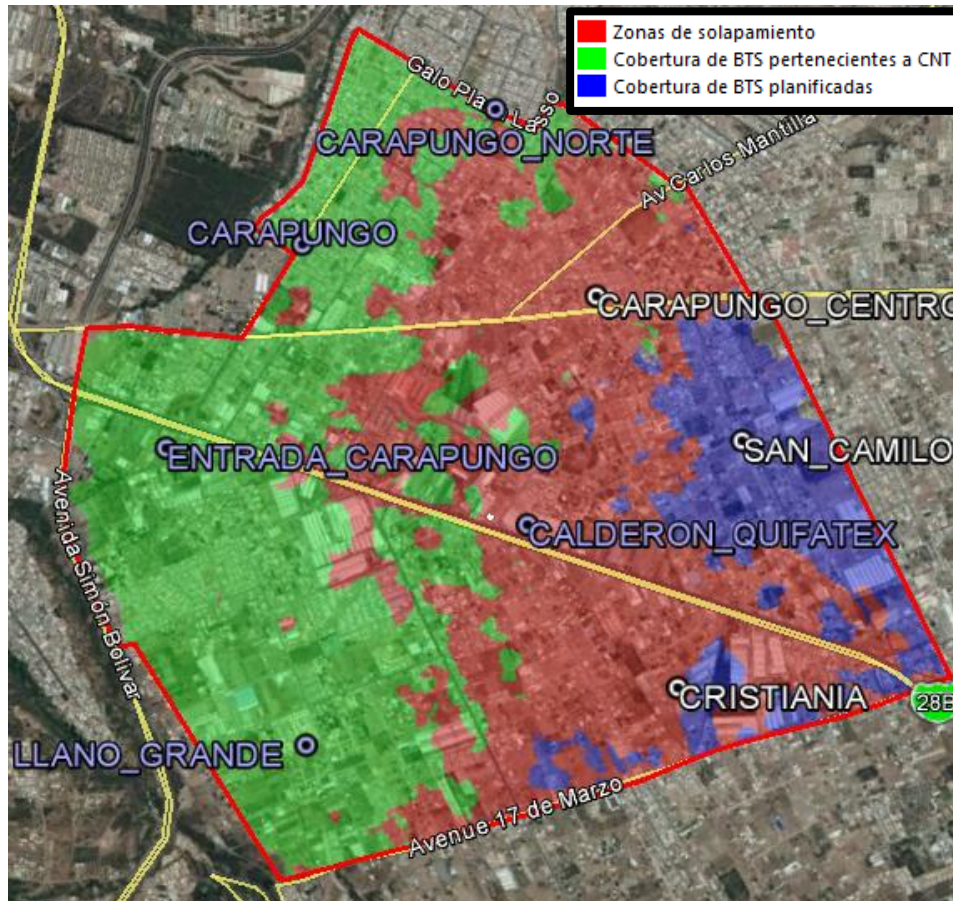 Zonas de solapamiento
Cobertura de BTS pertenecientes a CNT
Cobertura de BTS planificadas
Galo Pla Lasso
CARAPUNGO_NORTE
Av Carlos Mantilla
CARAPUNGO
CARAPUNGO_CENTRO
ENTRADA_CARAPUNGO
SAN_CAMILO
Avenida Simón Bolívar
CALDERON_QUIFATEX
CRISTIANIA
28B
LLANO_GRANDE
Avenue 17 de Marzo